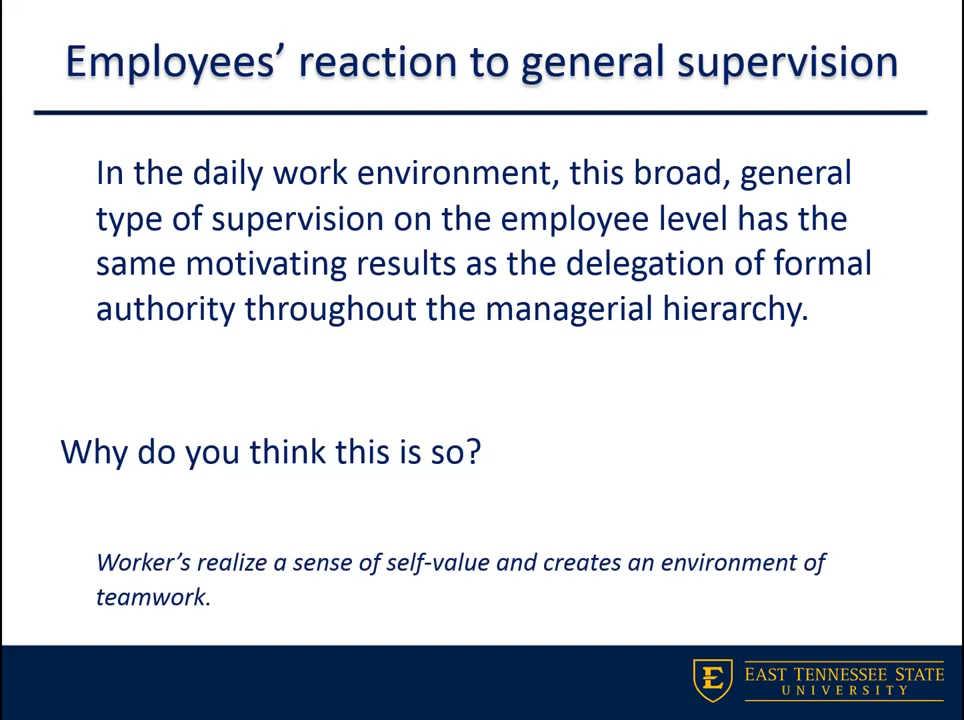 Employees’ reaction to general supervision
In the daily work environment, this broad, general
type of supervision on the employee level has the
same motivating results as the delegation of formal
authority throughout the managerial hierarchy.
Why do you think this is so?
Worker’s realize a sense of self-value and creates an environment of
teamwork.
E
EAST TENNESSEE STATE
UNIVERSITY